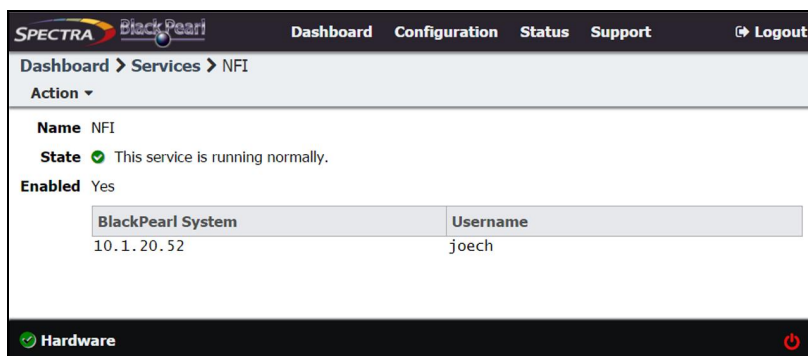 SPECTRA BlackPearl Dashboard Configuration Status Support Logout
Dashboard > Services > NFI
Action
Name NFI
State This service is running normally.
Enabled Yes
BlackPearl System Username
10.1.20.52 joech
Hardware